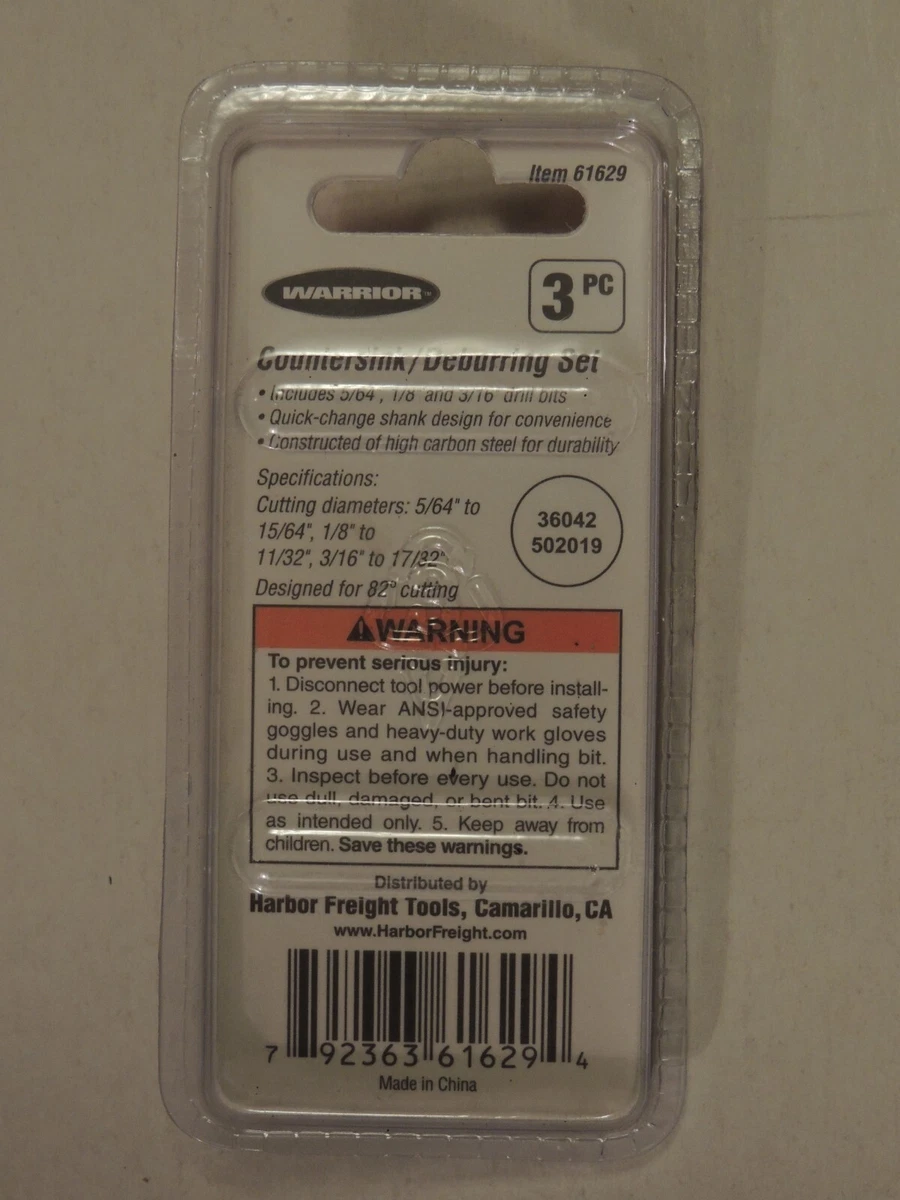 Item 61629
WARRIOR™
3 PC
Countersink/Deburring Set
• Includes 5/64", 1/8" and 3/16" drill bits
• Quick-change shank design for convenience
• Constructed of high carbon steel for durability
Specifications:
Cutting diameters: 5/64" to
15/64", 1/8" to
11/32", 3/16" to 17/32"
Designed for 82° cutting
36042
502019
⚠WARNING
To prevent serious injury:
1. Disconnect tool power before install-
ing. 2. Wear ANSI-approved safety
goggles and heavy-duty work gloves
during use and when handling bit.
3. Inspect before every use. Do not
use dull, damaged, or bent bit. 4. Use
as intended only. 5. Keep away from
children. Save these warnings.
Distributed by
Harbor Freight Tools, Camarillo, CA
www.HarborFreight.com
7 92363 61629 4
Made in China